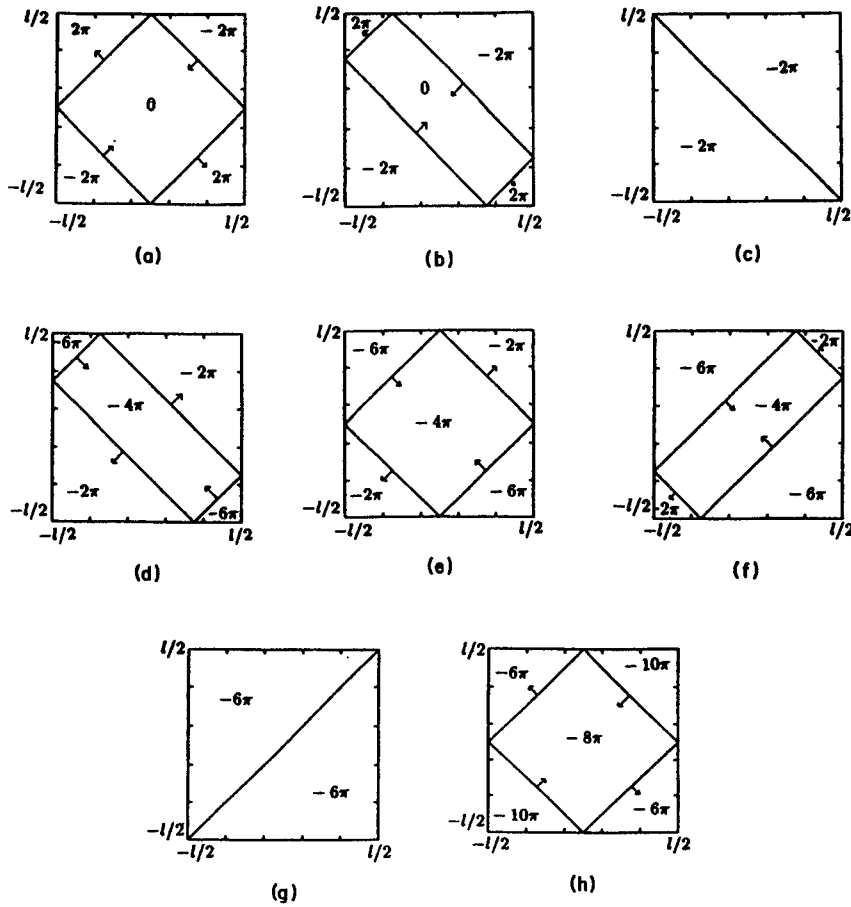 l/2 2π − 2π
0
− 2π 2π
−l/2
−l/2 l/2
(a)
l/2 2π − 2π
0
− 2π
−l/2 2π
−l/2 l/2
(b)
l/2
−2π
− 2π
−l/2
−l/2 l/2
(c)
l/2 −6π
− 2π
− 4π
−2π
−l/2 −6π
−l/2 l/2
(d)
l/2
− 6π − 2π
− 4π
−2π − 6π
−l/2
−l/2 l/2
(e)
l/2 −2π
− 6π
− 4π
− 6π
−l/2 −2π
−l/2 l/2
(f)
l/2
−6π
− 6π
−l/2
−l/2 l/2
(g)
l/2 − 10π
−6π
− 8π
− 10π − 6π
−l/2
−l/2 l/2
(h)